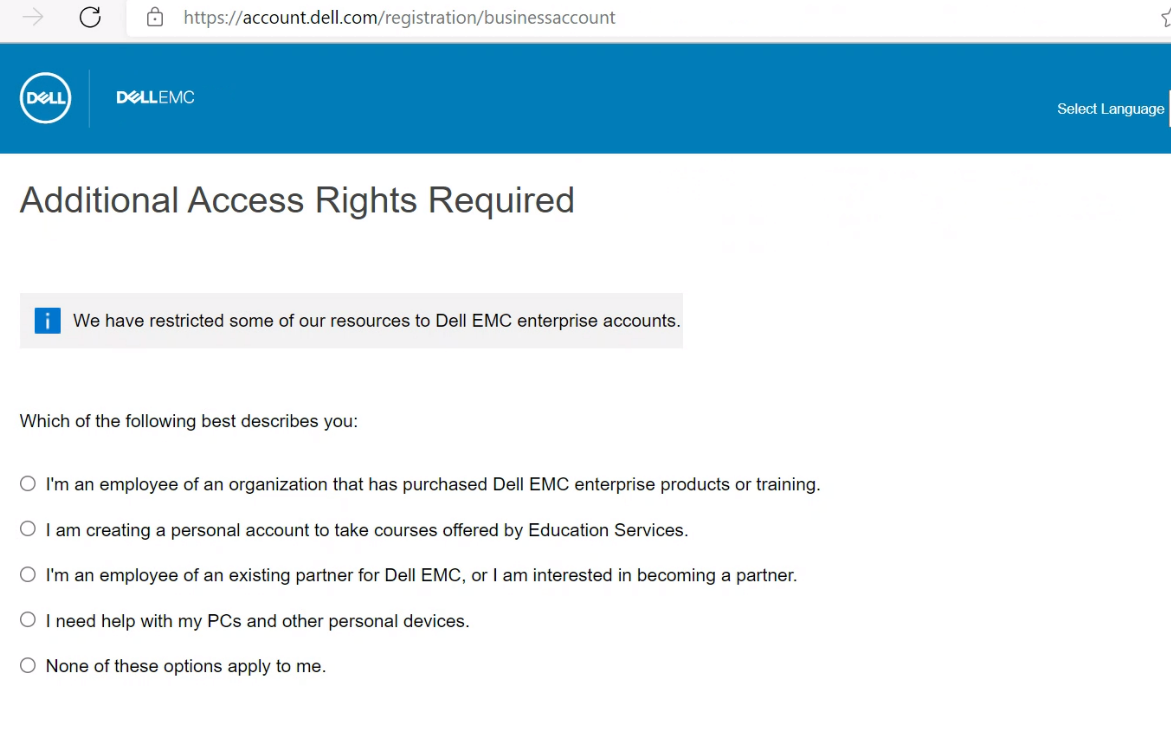 https://account.dell.com/registration/businessaccount
DELL
DELLEMC
Select Language
Additional Access Rights Required
i We have restricted some of our resources to Dell EMC enterprise accounts.
Which of the following best describes you:
I'm an employee of an organization that has purchased Dell EMC enterprise products or training.
I am creating a personal account to take courses offered by Education Services.
I'm an employee of an existing partner for Dell EMC, or I am interested in becoming a partner.
I need help with my PCs and other personal devices.
None of these options apply to me.